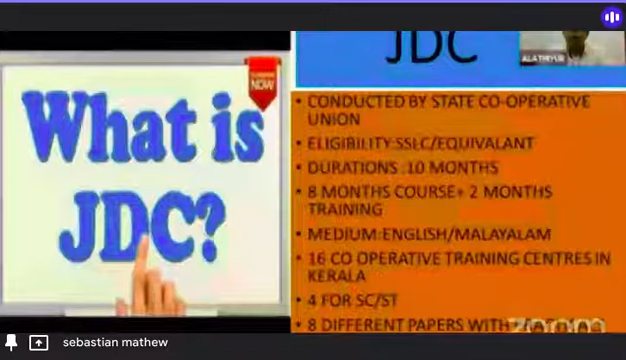 What is
JDC?
NOW
JDC
ALATHIYUR
• CONDUCTED BY STATE CO-OPERATIVE
UNION
• ELIGIBILITY:SSLC/EQUIVALANT
• DURATIONS :10 MONTHS
• 8 MONTHS COURSE+ 2 MONTHS
TRAINING
• MEDIUM:ENGLISH/MALAYALAM
• 16 CO OPERATIVE TRAINING CENTRES IN
KERALA
• 4 FOR SC/ST
• 8 DIFFERENT PAPERS WITH
zoom
sebastian mathew